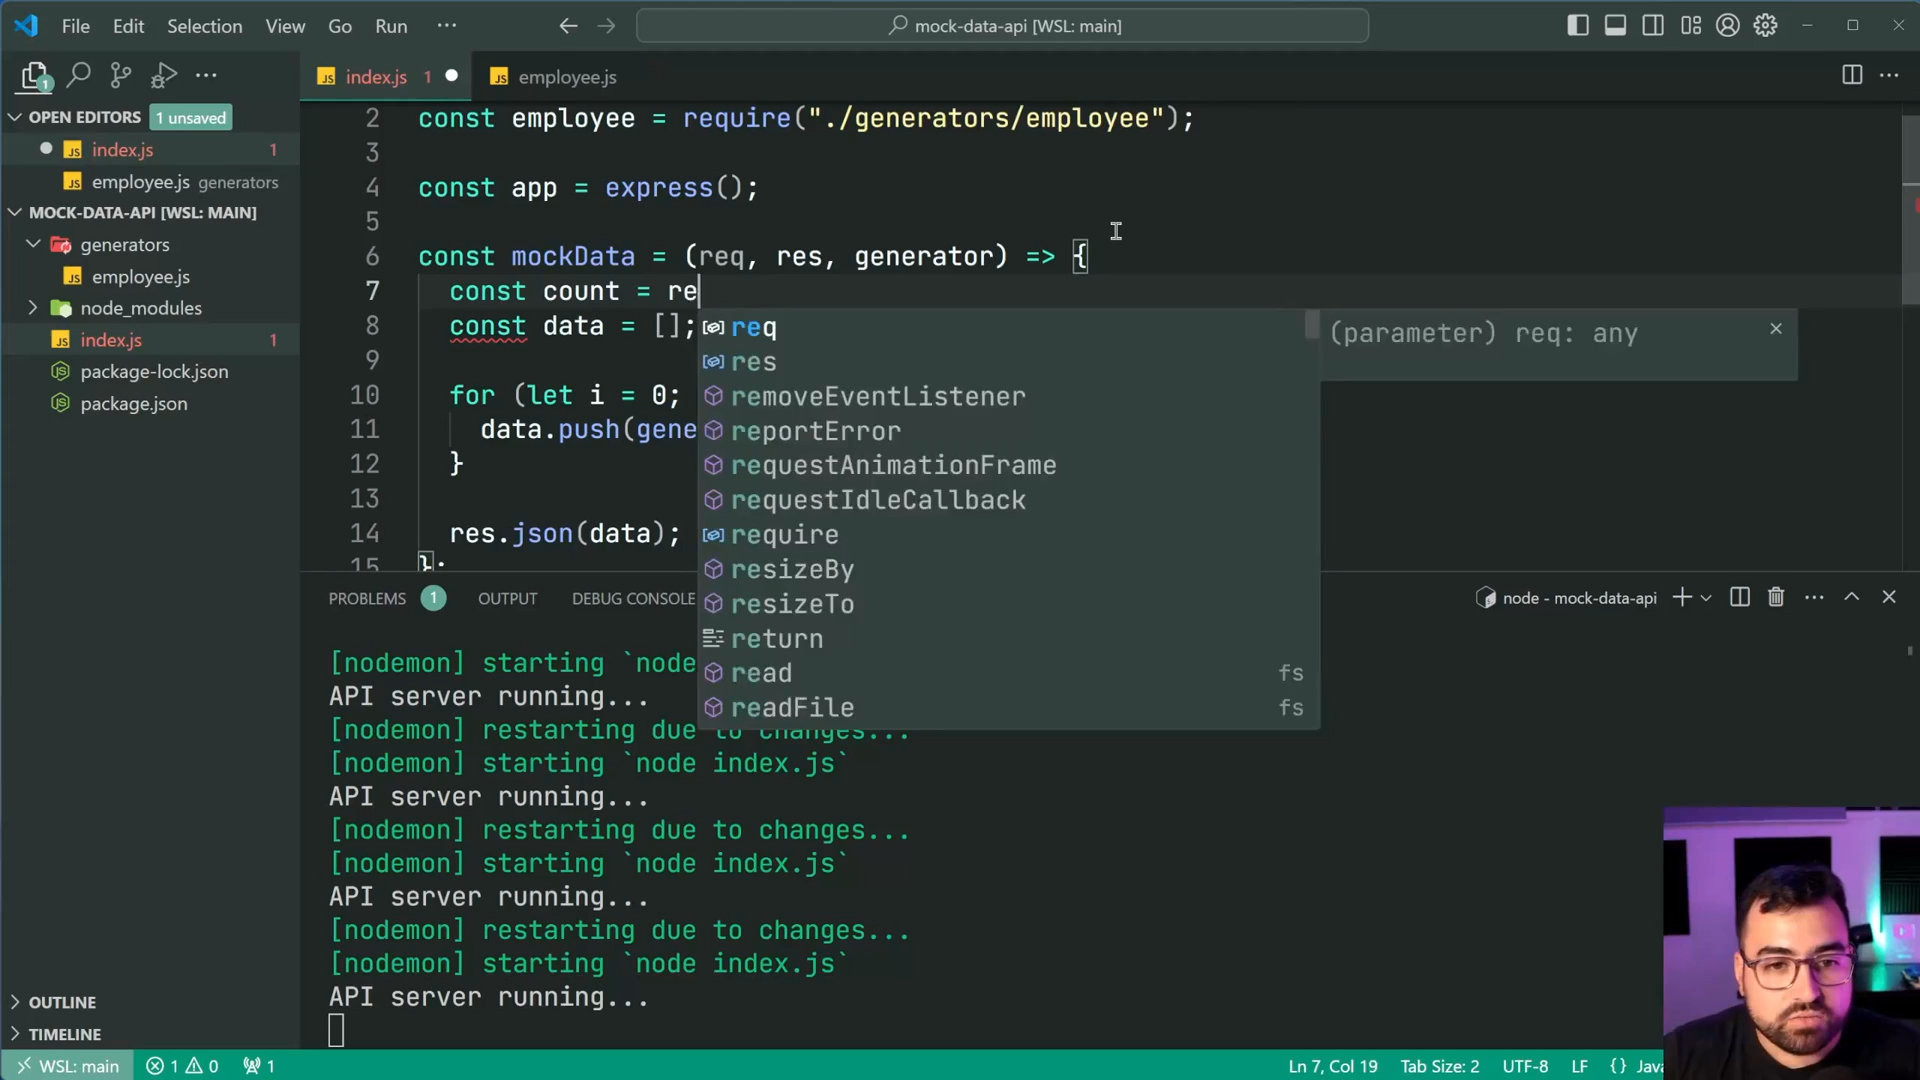 File Edit Selection View Go Run ... mock-data-api [WSL: main]
index.js 1 employee.js
OPEN EDITORS 1 unsaved
index.js 1
employee.js generators
MOCK-DATA-API [WSL: MAIN]
generators
employee.js
node_modules
index.js 1
package-lock.json
package.json
OUTLINE
TIMELINE
2 const employee = require("./generators/employee");
3
4 const app = express();
5
6 const mockData = (req, res, generator) => {
7 const count = re
8 const data = [];
9
10 for (let i = 0;
11 data.push(gene
12 }
13
14 res.json(data);
15 };
req
res
removeEventListener
reportError
requestAnimationFrame
requestIdleCallback
require
resizeBy
resizeTo
return
read fs
readFile fs
(parameter) req: any
PROBLEMS 1 OUTPUT DEBUG CONSOLE node - mock-data-api
[nodemon] starting `node
API server running...
[nodemon] restarting due to changes...
[nodemon] starting `node index.js`
API server running...
[nodemon] restarting due to changes...
[nodemon] starting `node index.js`
API server running...
[nodemon] restarting due to changes...
[nodemon] starting `node index.js`
API server running...
WSL: main 1 0 1 Ln 7, Col 19 Tab Size: 2 UTF-8 LF {} Java